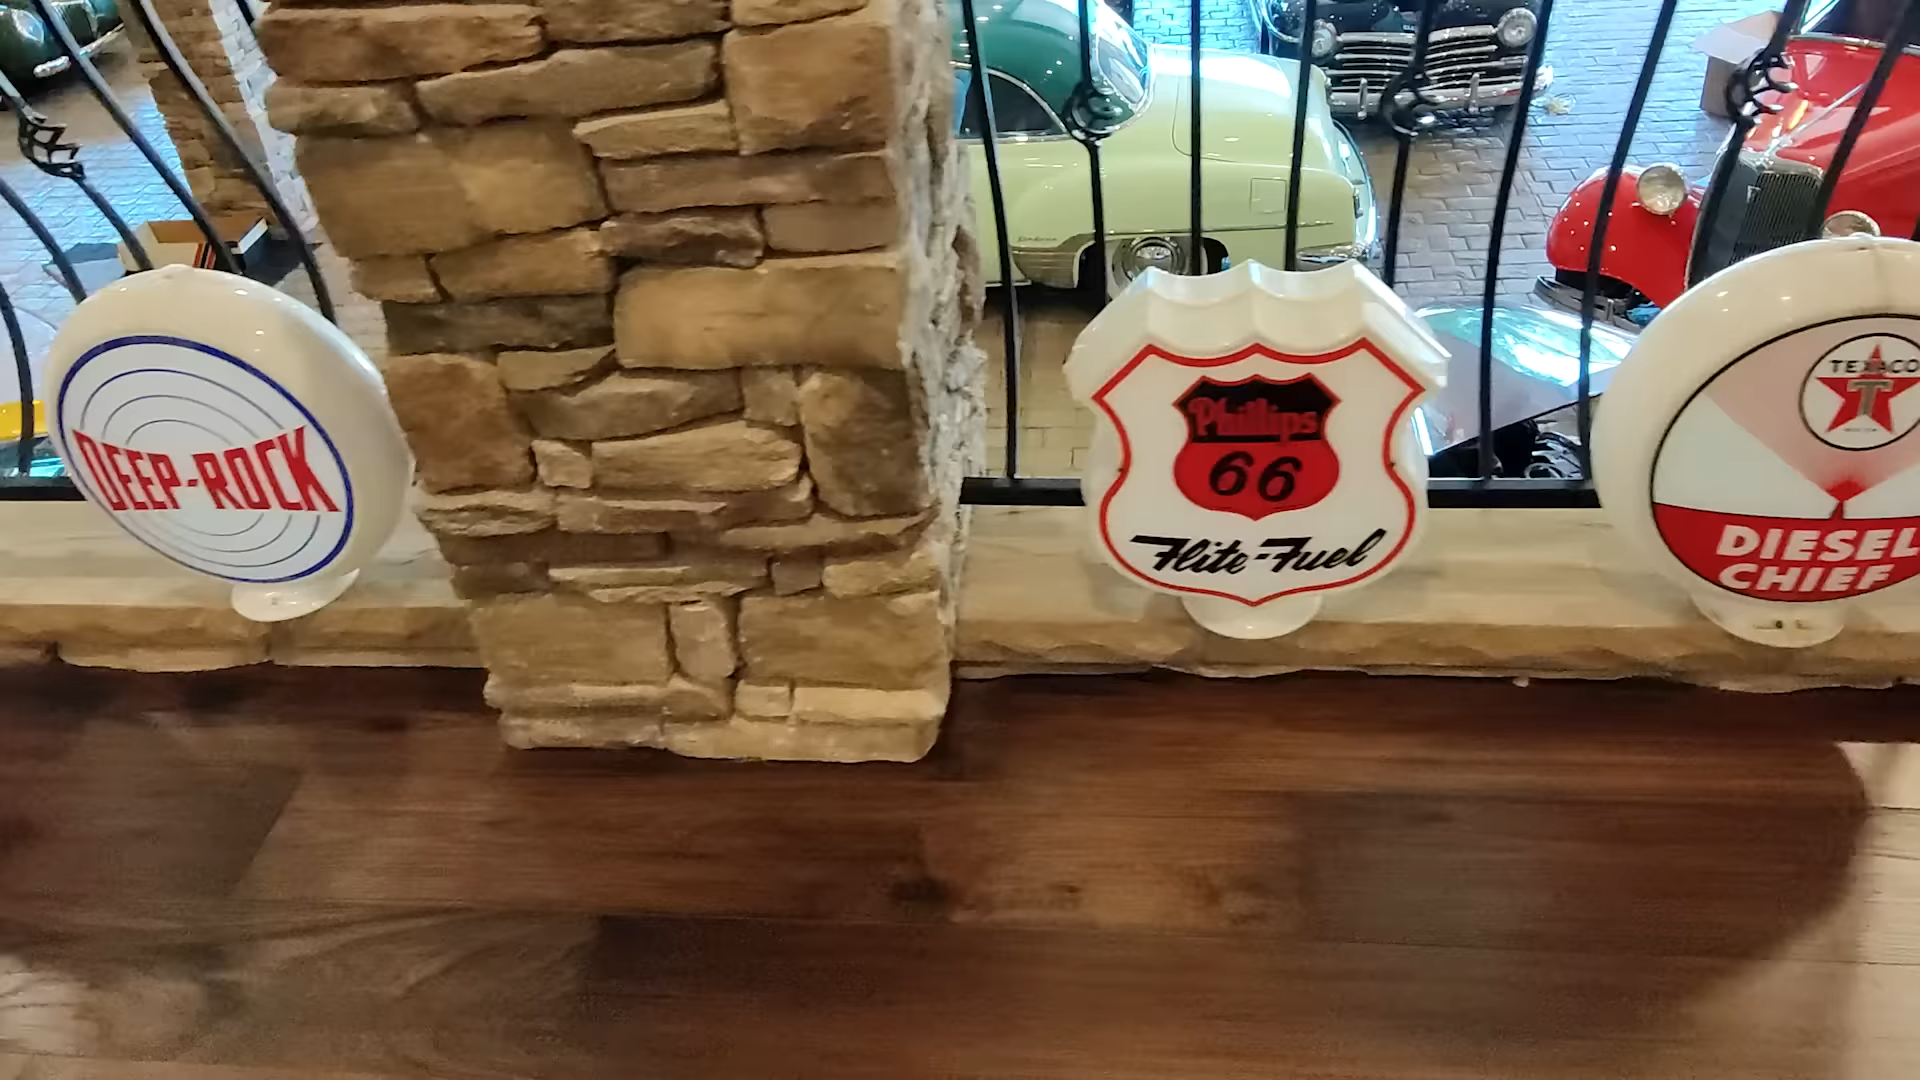 DEEP-ROCK
Phillips
66
Flite-Fuel
TEXACO
T
DIESEL
CHIEF